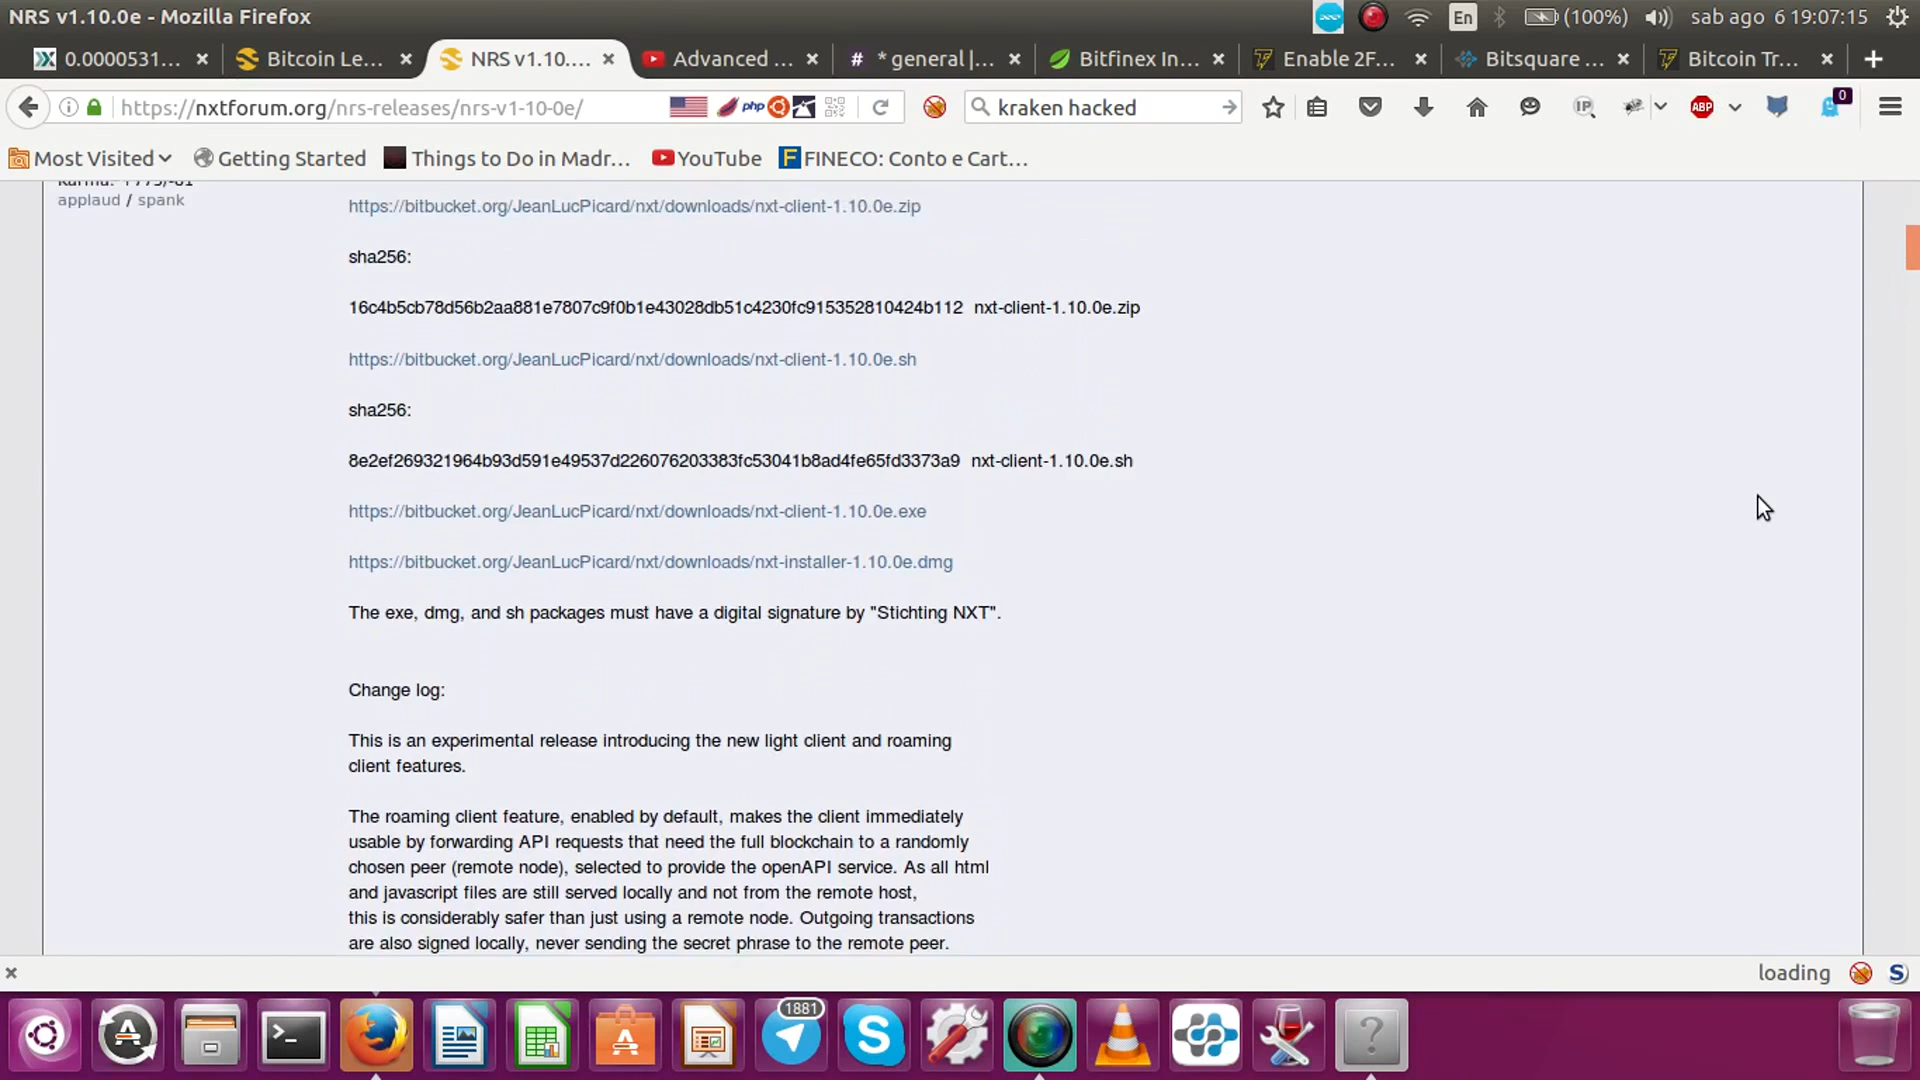 NRS v1.10.0e - Mozilla Firefox
En (100%) sab ago 6 19:07:15
0.0000531... Bitcoin Le... NRS v1.10.... Advanced ... # * general |... Bitfinex In... Enable 2F... Bitsquare ... Bitcoin Tr...
https://nxtforum.org/nrs-releases/nrs-v1-10-0e/ php kraken hacked IP ABP 0
Most Visited Getting Started Things to Do in Madr... YouTube FINECO: Conto e Cart...
applaud / spank
https://bitbucket.org/JeanLucPicard/nxt/downloads/nxt-client-1.10.0e.zip
sha256:
16c4b5cb78d56b2aa881e7807c9f0b1e43028db51c4230fc915352810424b112 nxt-client-1.10.0e.zip
https://bitbucket.org/JeanLucPicard/nxt/downloads/nxt-client-1.10.0e.sh
sha256:
8e2ef269321964b93d591e49537d226076203383fc53041b8ad4fe65fd3373a9 nxt-client-1.10.0e.sh
https://bitbucket.org/JeanLucPicard/nxt/downloads/nxt-client-1.10.0e.exe
https://bitbucket.org/JeanLucPicard/nxt/downloads/nxt-installer-1.10.0e.dmg
The exe, dmg, and sh packages must have a digital signature by "Stichting NXT".
Change log:
This is an experimental release introducing the new light client and roaming
client features.
The roaming client feature, enabled by default, makes the client immediately
usable by forwarding API requests that need the full blockchain to a randomly
chosen peer (remote node), selected to provide the openAPI service. As all html
and javascript files are still served locally and not from the remote host,
this is considerably safer than just using a remote node. Outgoing transactions
are also signed locally, never sending the secret phrase to the remote peer.
loading
1881